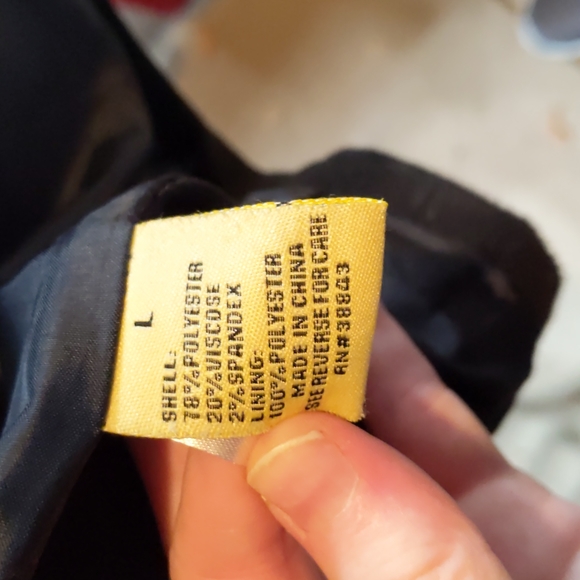 L
SHELL:
78%POLYESTER
20%VISCOSE
2%SPANDEX
LINING:
100%POLYESTER
MADE IN CHINA
SEE REVERSE FOR CARE
RN#38843